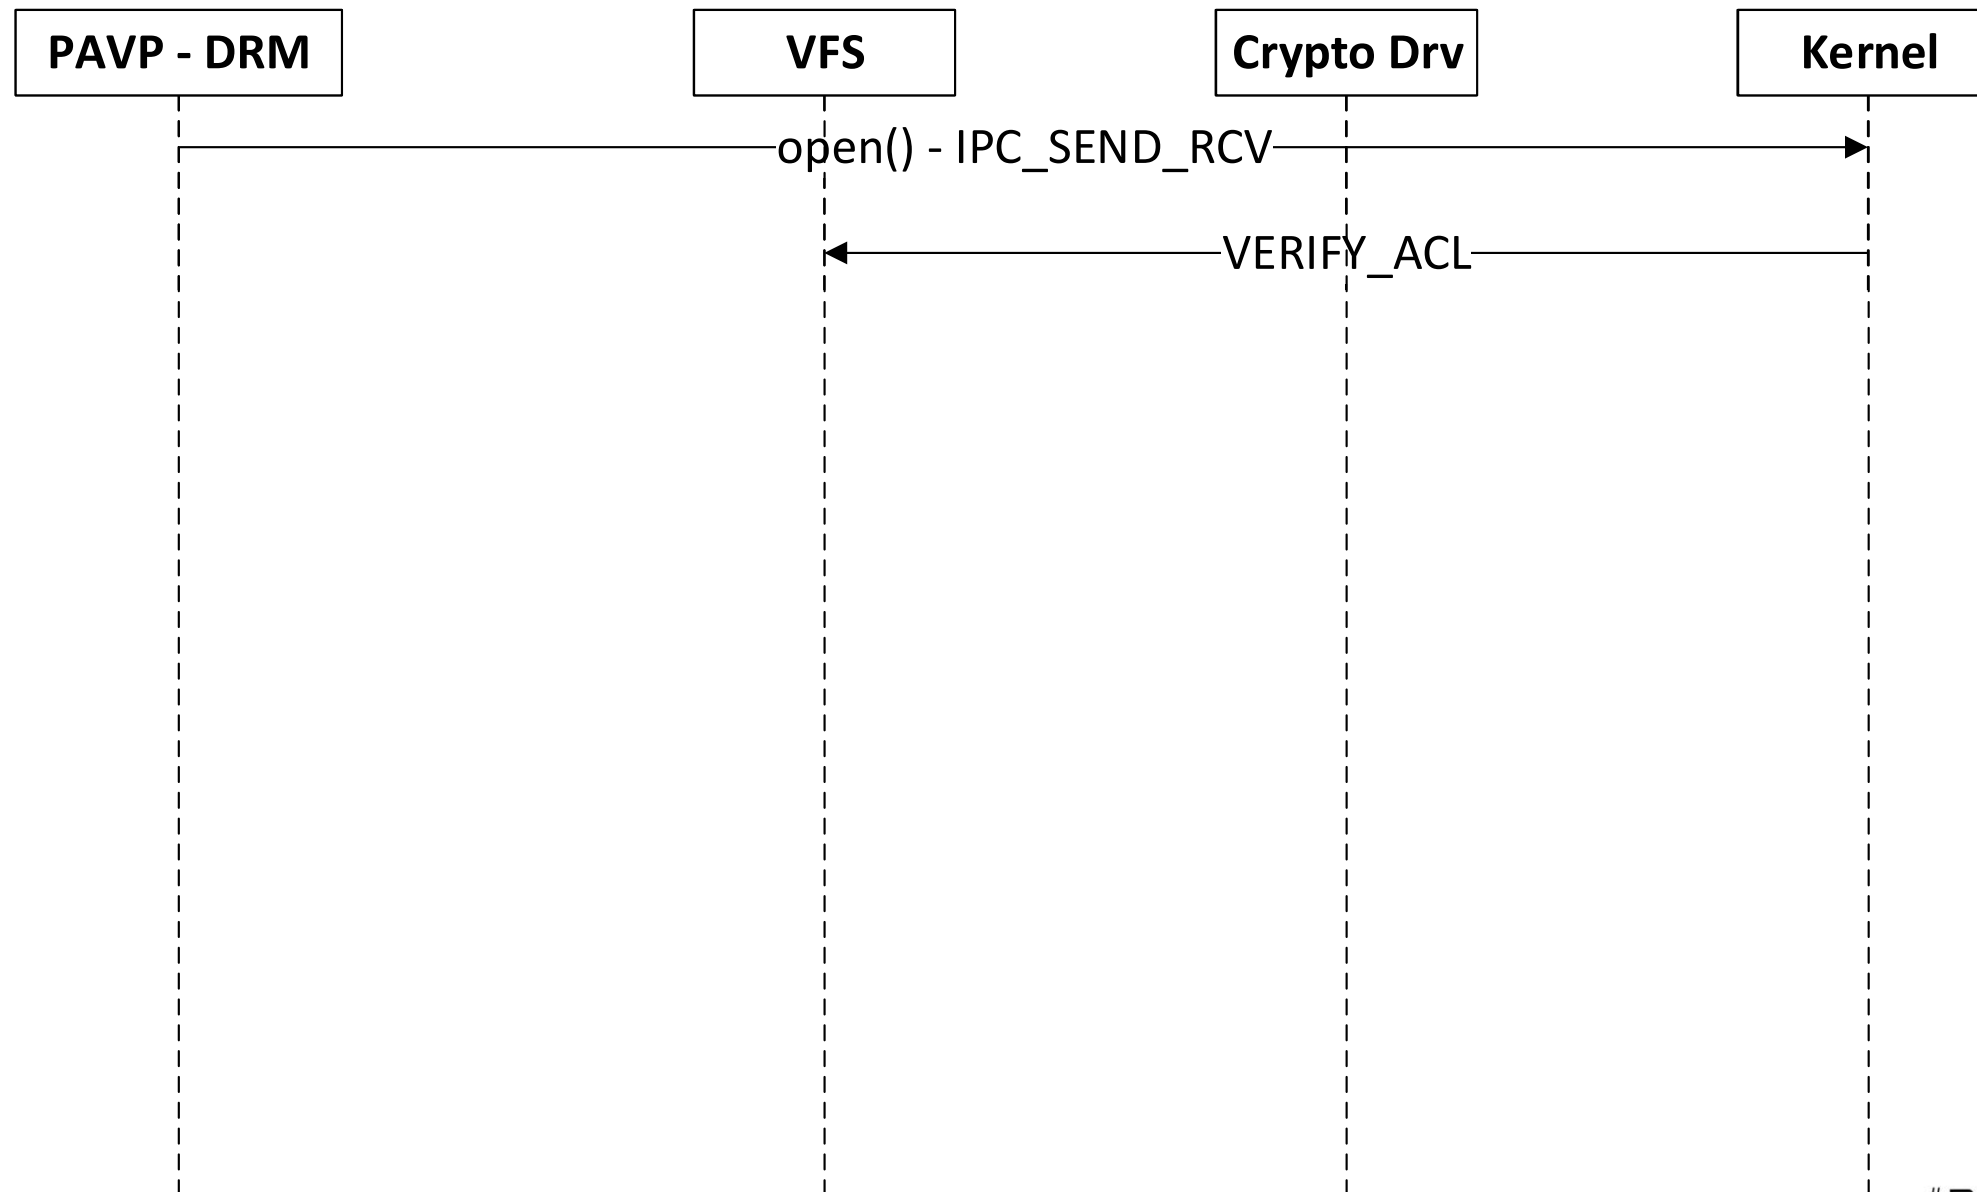 PAVP - DRM
VFS
Crypto Drv
Kernel
open() - IPC_SEND_RCV
VERIFY_ACL